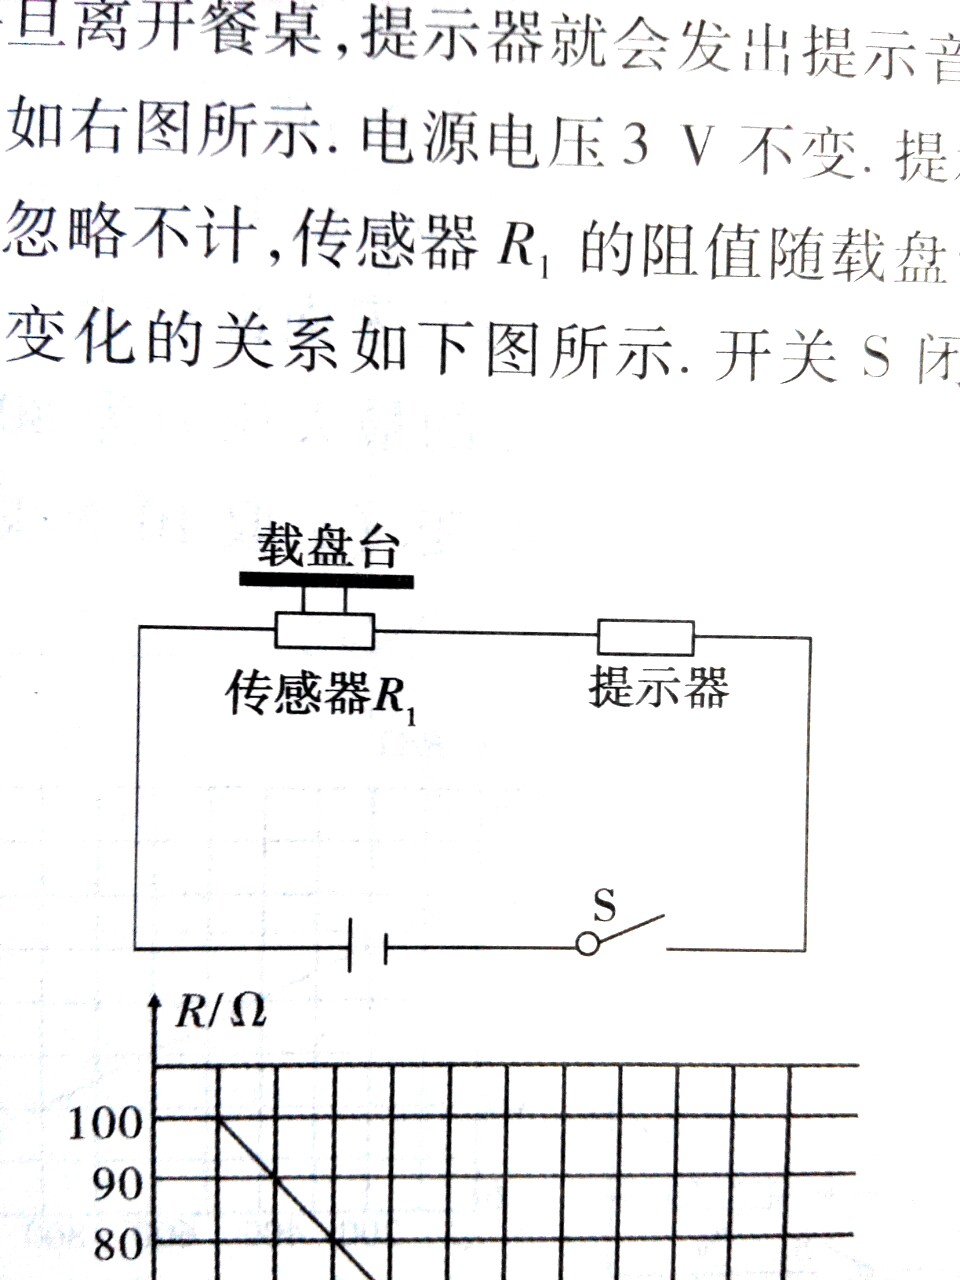 旦离开餐桌,提示器就会发出提示音
如右图所示.电源电压3 V不变.提
忽略不计,传感器R₁的阻值随载盘
变化的关系如下图所示.开关S闭
载盘台
传感器R₁
提示器
S
R/Ω
100
90
80